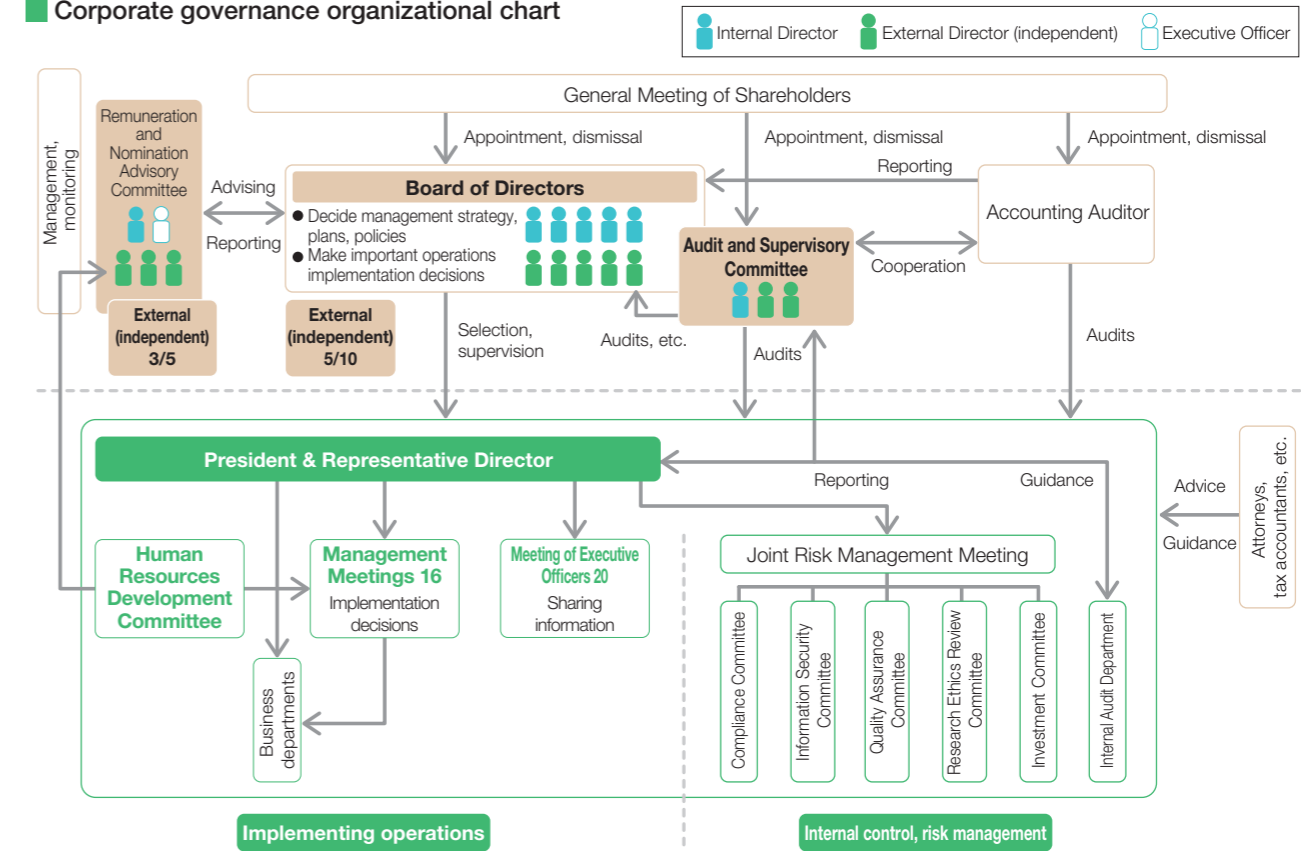 Corporate governance organizational chart
Internal Director
External Director (independent)
Executive Officer
Management,
monitoring
Remuneration
and
Nomination
Advisory
Committee
External
(independent)
3/5
General Meeting of Shareholders
Appointment, dismissal
Appointment, dismissal
Appointment, dismissal
Advising
Reporting
Board of Directors
● Decide management strategy,
plans, policies
● Make important operations
implementation decisions
External
(independent)
5/10
Reporting
Accounting Auditor
Audit and Supervisory
Committee
Cooperation
Selection,
supervision
Audits, etc.
Audits
Audits
President & Representative Director
Reporting
Guidance
Advice
Guidance
Attorneys,
tax accountants, etc.
Human
Resources
Development
Committee
Management
Meetings 16
Implementation
decisions
Meeting of Executive
Officers 20
Sharing
information
Business
departments
Joint Risk Management Meeting
Compliance Committee
Information Security
Committee
Quality Assurance
Committee
Research Ethics Review
Committee
Investment Committee
Internal Audit Department
Implementing operations
Internal control, risk management